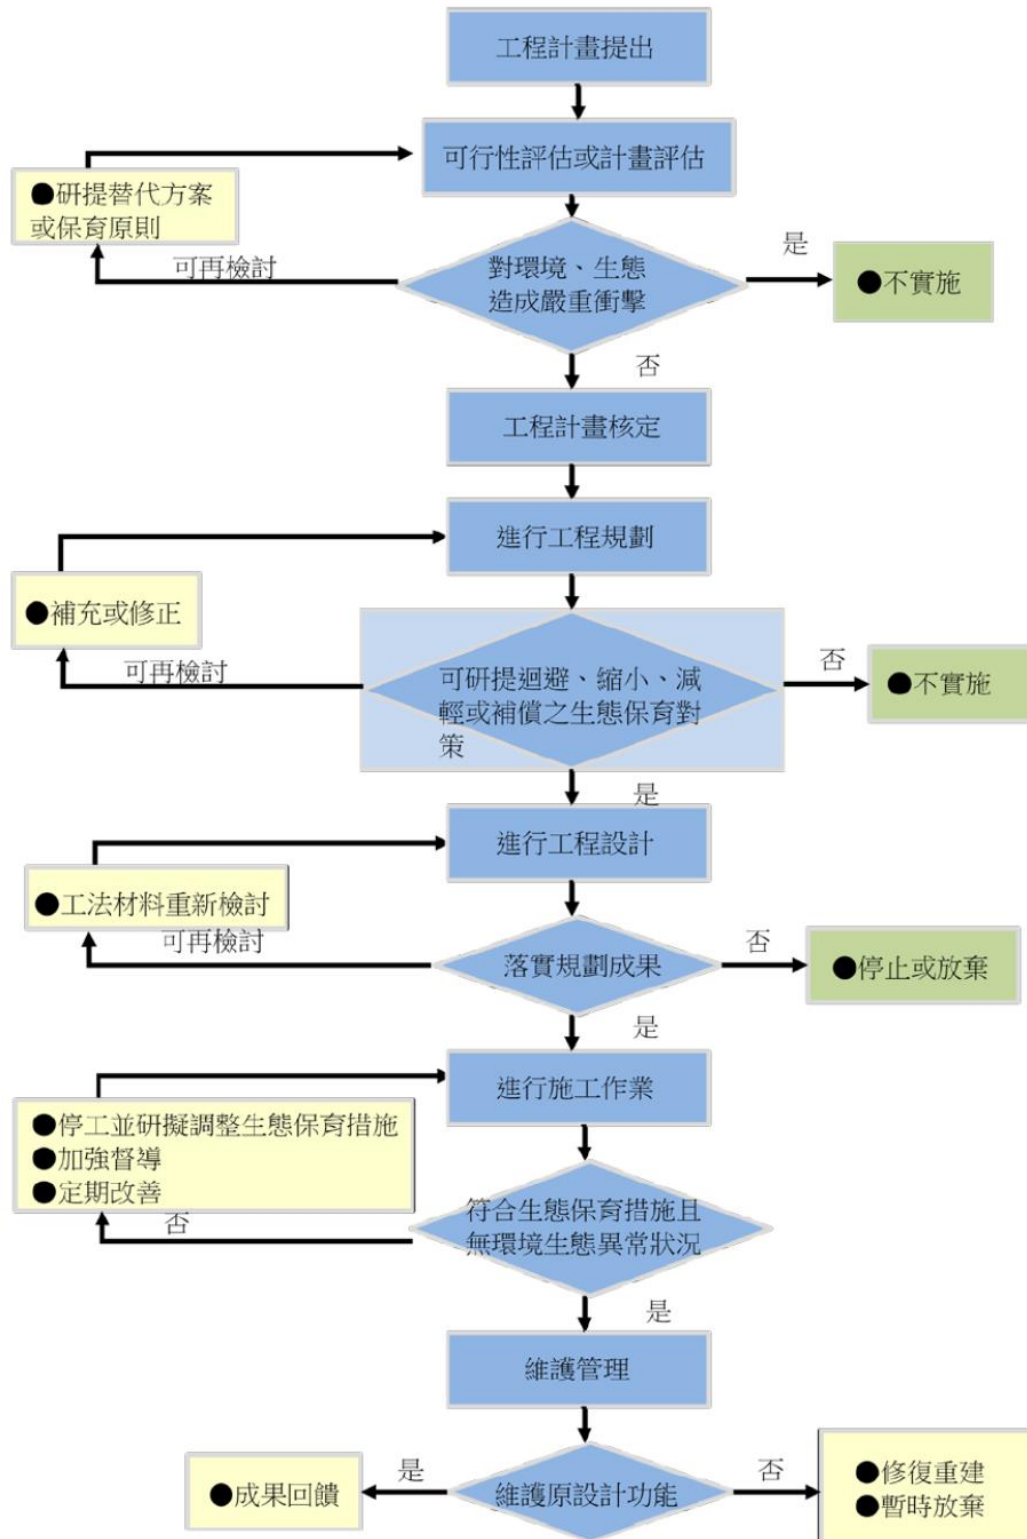 工程計畫提出
可行性評估或計畫評估
●研提替代方案
或保育原則
可再檢討
對環境、生態
造成嚴重衝擊
是
●不實施
否
工程計畫核定
進行工程規劃
●補充或修正
可再檢討
可研提迴避、縮小、減
輕或補償之生態保育對
策
否
●不實施
是
進行工程設計
●工法材料重新檢討
可再檢討
落實規劃成果
否
●停止或放棄
是
進行施工作業
●停工並研擬調整生態保育措施
●加強督導
●定期改善
否
符合生態保育措施且
無環境生態異常狀況
是
維護管理
●成果回饋
是
維護原設計功能
否
●修復重建
●暫時放棄